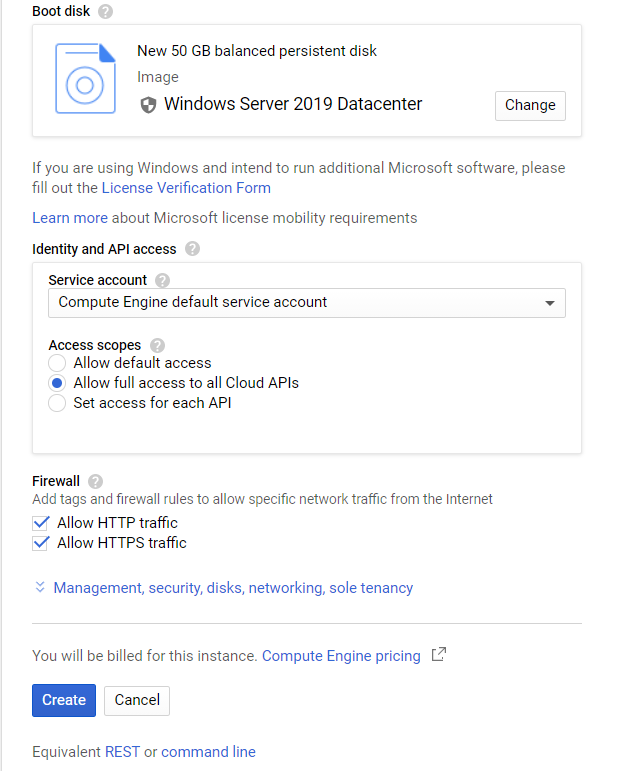 Boot disk
New 50 GB balanced persistent disk
Image
Windows Server 2019 Datacenter
Change
If you are using Windows and intend to run additional Microsoft software, please
fill out the License Verification Form
Learn more about Microsoft license mobility requirements
Identity and API access
Service account
Compute Engine default service account
Access scopes
Allow default access
Allow full access to all Cloud APIs
Set access for each API
Firewall
Add tags and firewall rules to allow specific network traffic from the Internet
Allow HTTP traffic
Allow HTTPS traffic
Management, security, disks, networking, sole tenancy
You will be billed for this instance. Compute Engine pricing
Create Cancel
Equivalent REST or command line